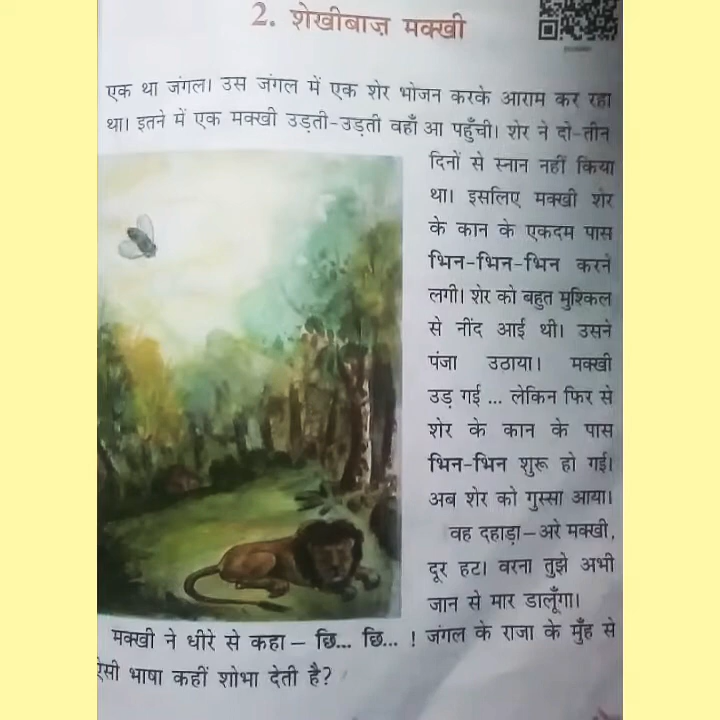 2. शेखीबाज़ मक्खी
एक था जंगल। उस जंगल में एक शेर भोजन करके आराम कर रहा
था। इतने में एक मक्खी उड़ती-उड़ती वहाँ आ पहुँची। शेर ने दो-तीन
दिनों से स्नान नहीं किया
था। इसलिए मक्खी शेर
के कान के एकदम पास
भिन-भिन-भिन करने
लगी। शेर को बहुत मुश्किल
से नींद आई थी। उसने
पंजा उठाया। मक्खी
उड़ गई ... लेकिन फिर से
शेर के कान के पास
भिन-भिन शुरू हो गई।
अब शेर को गुस्सा आया।
वह दहाड़ा—अरे मक्खी,
दूर हट। वरना तुझे अभी
जान से मार डालूँगा।
मक्खी ने धीरे से कहा — छि... छि... ! जंगल के राजा के मुँह से
ऐसी भाषा कहीं शोभा देती है?